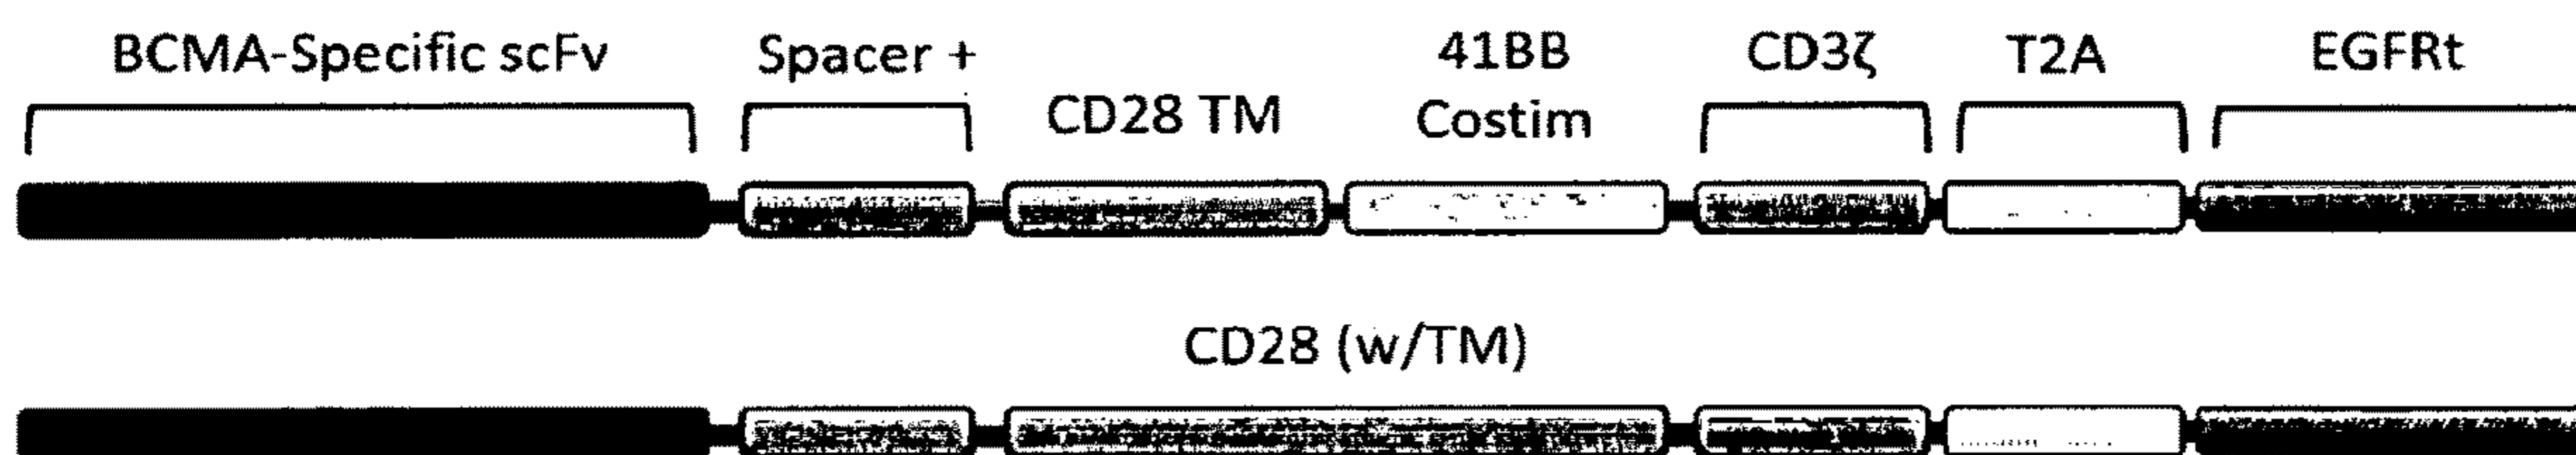 BCMA-Specific scFv
Spacer +
CD28 TM
41BB
Costim
CD3ζ
T2A
EGFRt
CD28 (w/TM)